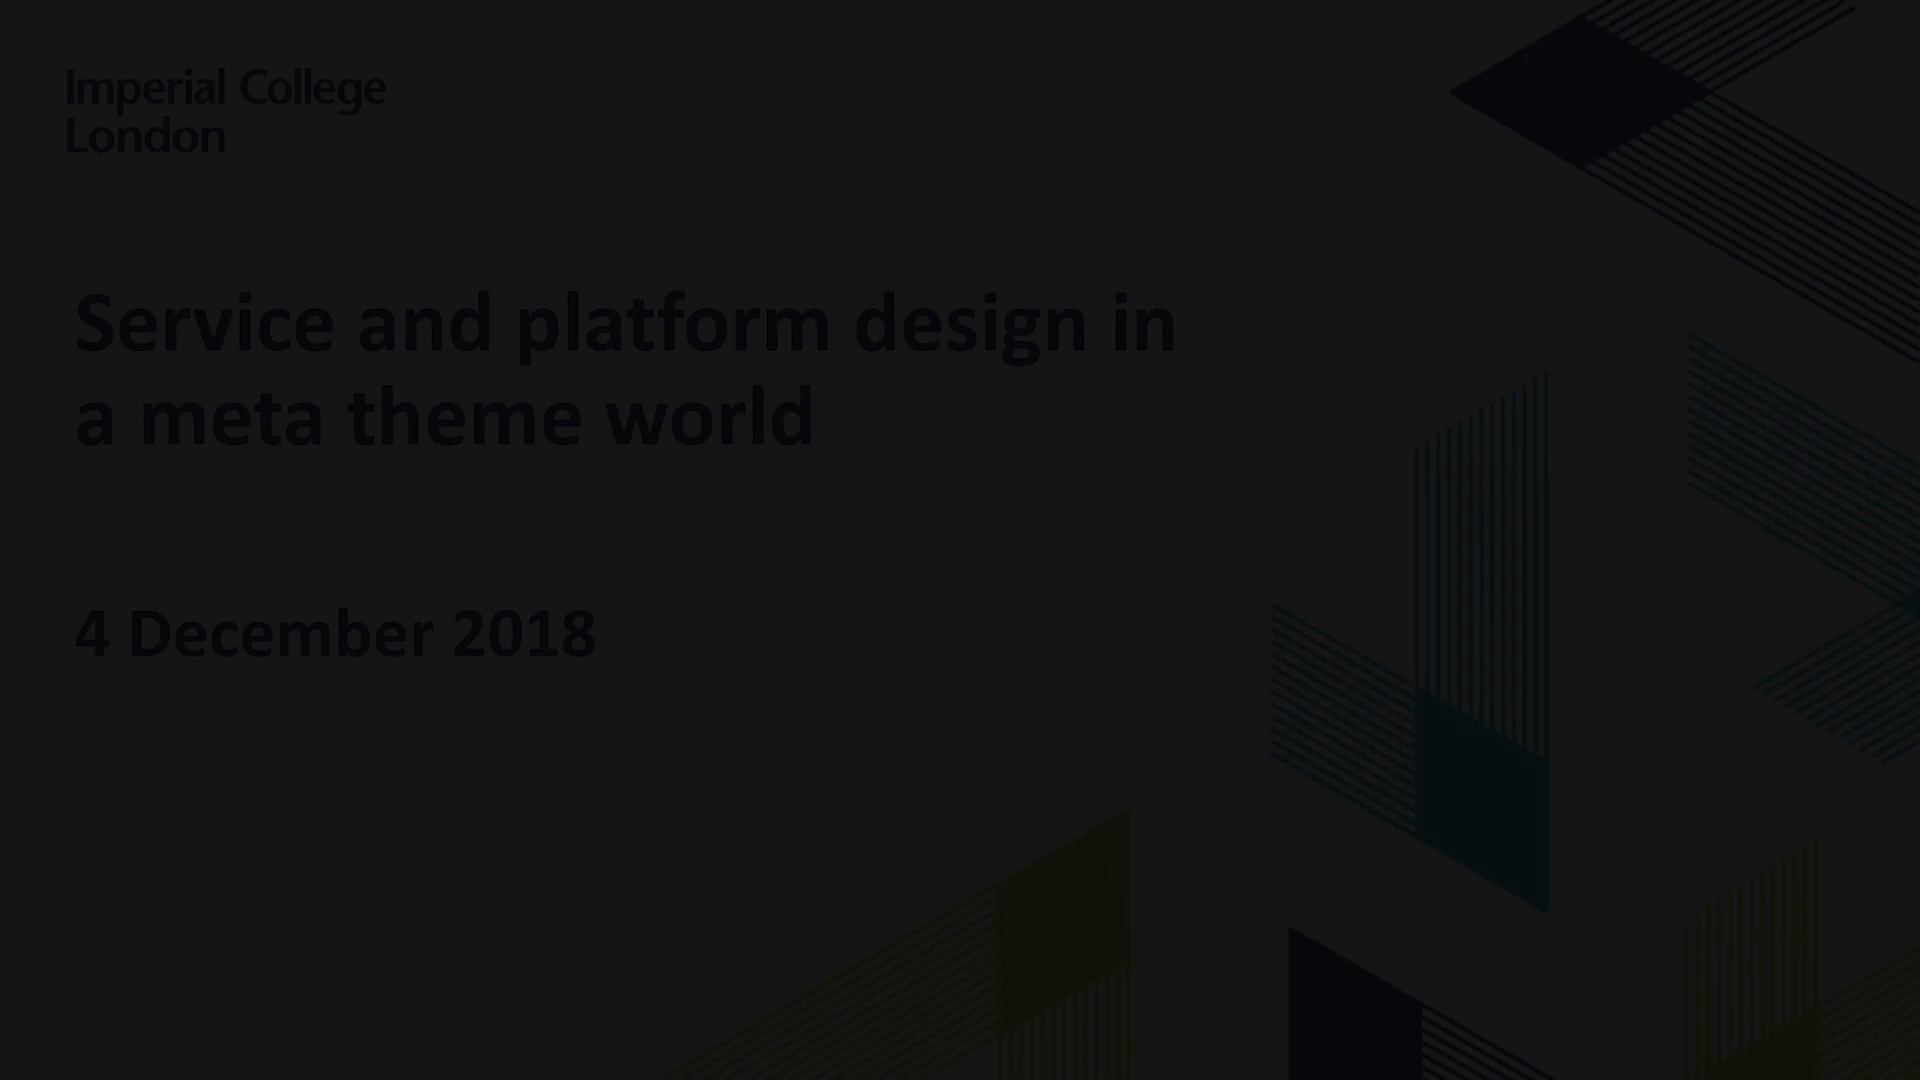 Imperial College
London
Service and platform design in
a meta theme world
4 December 2018